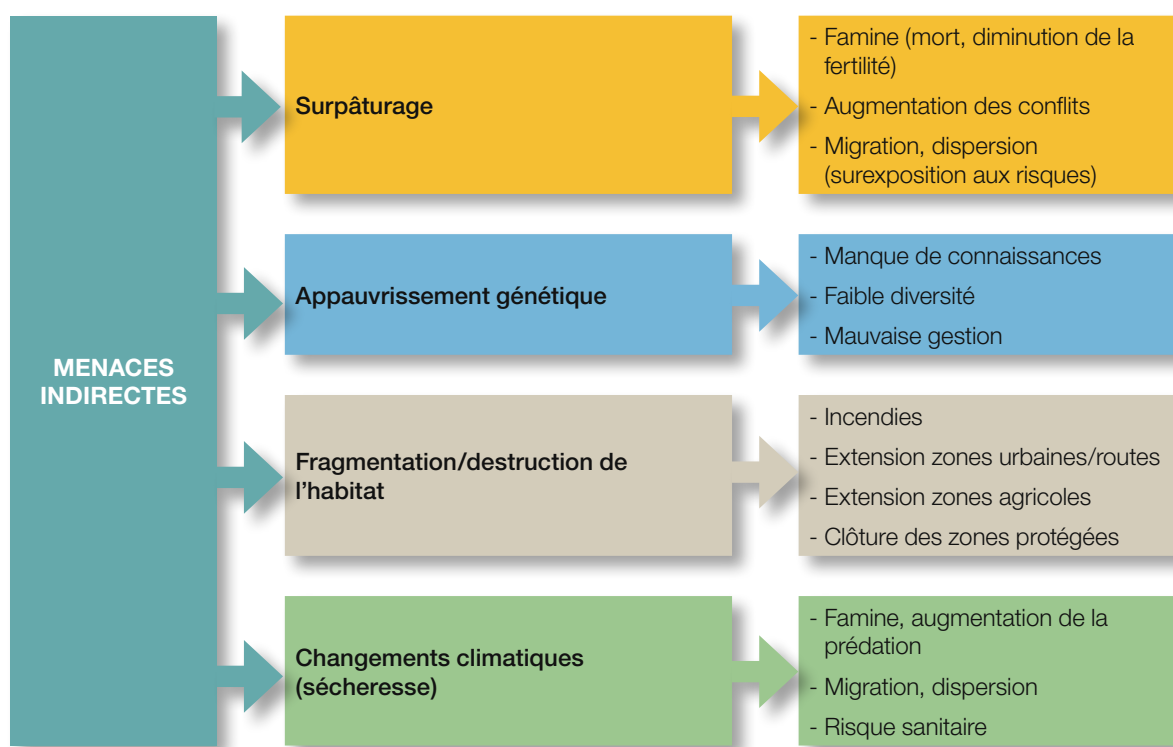 MENACES
INDIRECTES
Surpâturage
- Famine (mort, diminution de la
fertilité)
- Augmentation des conflits
- Migration, dispersion
(surexposition aux risques)
Appauvrissement génétique
- Manque de connaissances
- Faible diversité
- Mauvaise gestion
Fragmentation/destruction de
l’habitat
- Incendies
- Extension zones urbaines/routes
- Extension zones agricoles
- Clôture des zones protégées
Changements climatiques
(sécheresse)
- Famine, augmentation de la
prédation
- Migration, dispersion
- Risque sanitaire